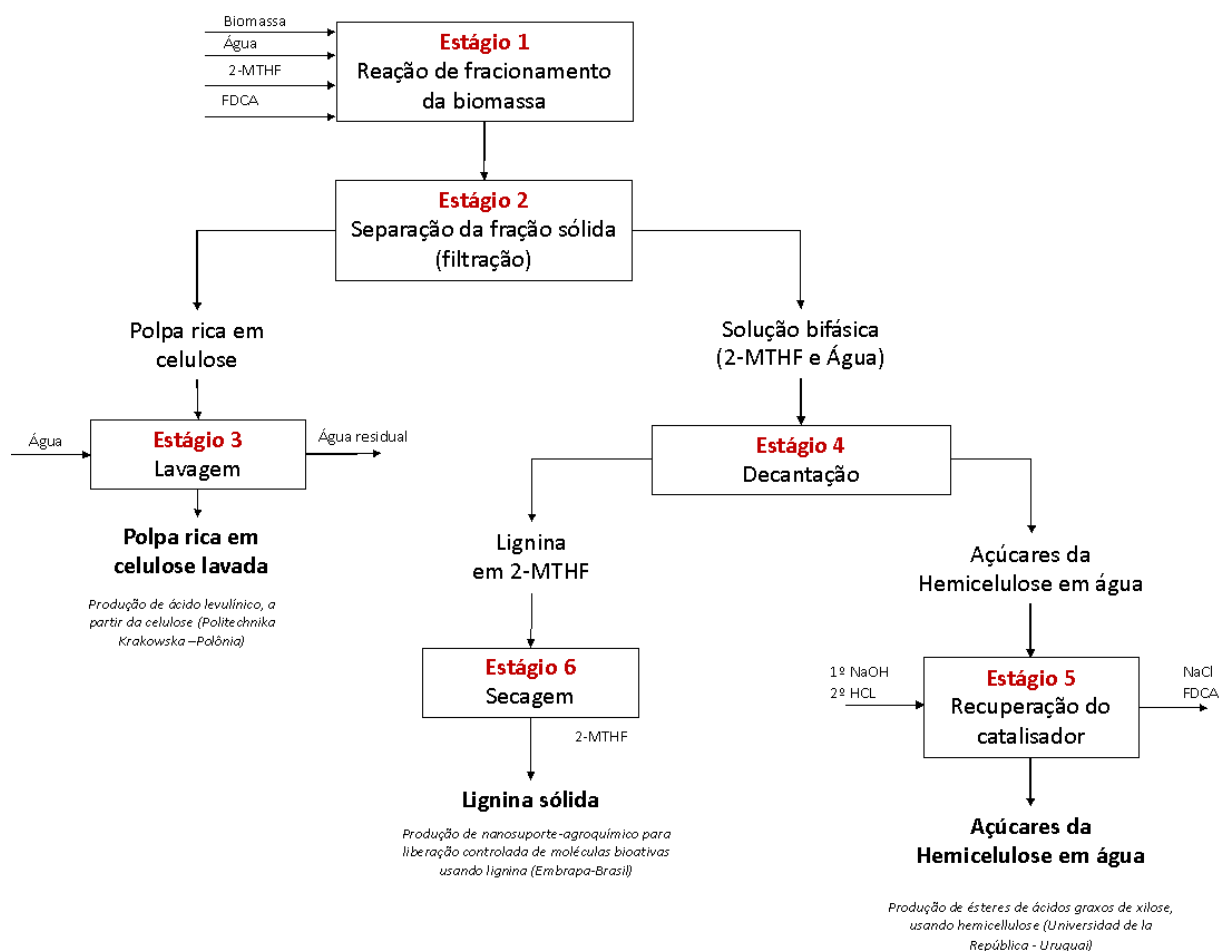 Biomassa
Água
2-MTHF
FDCA
Estágio 1
Reação de fracionamento
da biomassa
Estágio 2
Separação da fração sólida
(filtração)
Polpa rica em
celulose
Solução bifásica
(2-MTHF e Água)
Água
Estágio 3
Lavagem
Água residual
Estágio 4
Decantação
Polpa rica em
celulose lavada
Produção de ácido levulínico, a
partir da celulose (Politechnika
Krakowska –Polônia)
Lignina
em 2-MTHF
Açúcares da
Hemicelulose em água
Estágio 6
Secagem
2-MTHF
1º NaOH
2º HCL
Estágio 5
Recuperação do
catalisador
NaCl
FDCA
Lignina sólida
Produção de nanosuporte-agroquímico para
liberação controlada de moléculas bioativas
usando lignina (Embrapa-Brasil)
Açúcares da
Hemicelulose em água
Produção de ésteres de ácidos graxos de xilose,
usando hemicellulose (Universidad de la
República - Uruguai)